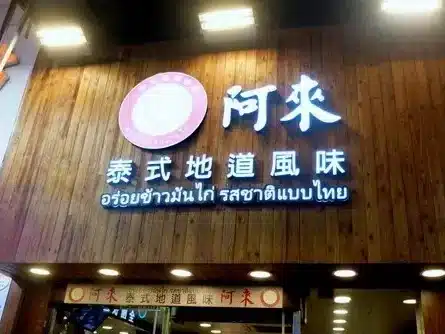 阿來
泰式地道風味
อร่อยข้าวมันไก่ รสชาติแบบไทย
阿來 泰式地道風味 阿來